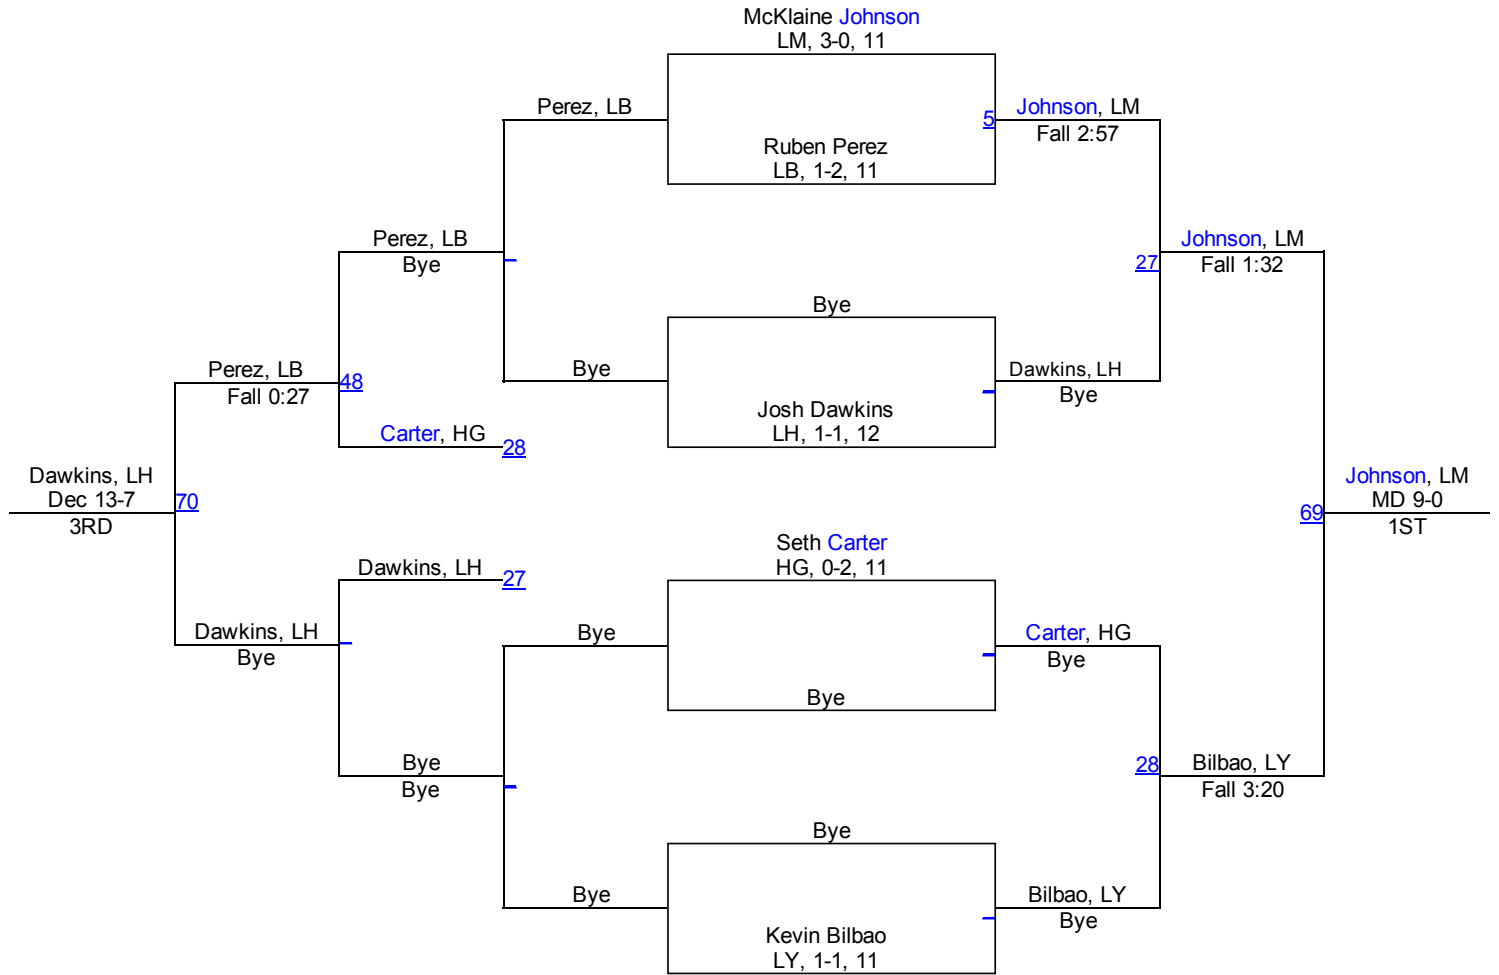 McKlaine Johnson
LM, 3-0, 11
Perez, LB
5
Johnson, LM
Fall 2:57
Ruben Perez
LB, 1-2, 11
Perez, LB
Bye
27
Johnson, LM
Fall 1:32
Bye
Perez, LB
Fall 0:27
48
Bye
Dawkins, LH
Bye
Josh Dawkins
LH, 1-1, 12
Carter, HG
28
Dawkins, LH
Dec 13-7
3RD
70
69
Johnson, LM
MD 9-0
1ST
Seth Carter
HG, 0-2, 11
Dawkins, LH
27
Dawkins, LH
Bye
Bye
Carter, HG
Bye
Bye
Bye
Bye
28
Bilbao, LY
Fall 3:20
Bye
Bye
Bilbao, LY
Bye
Kevin Bilbao
LY, 1-1, 11